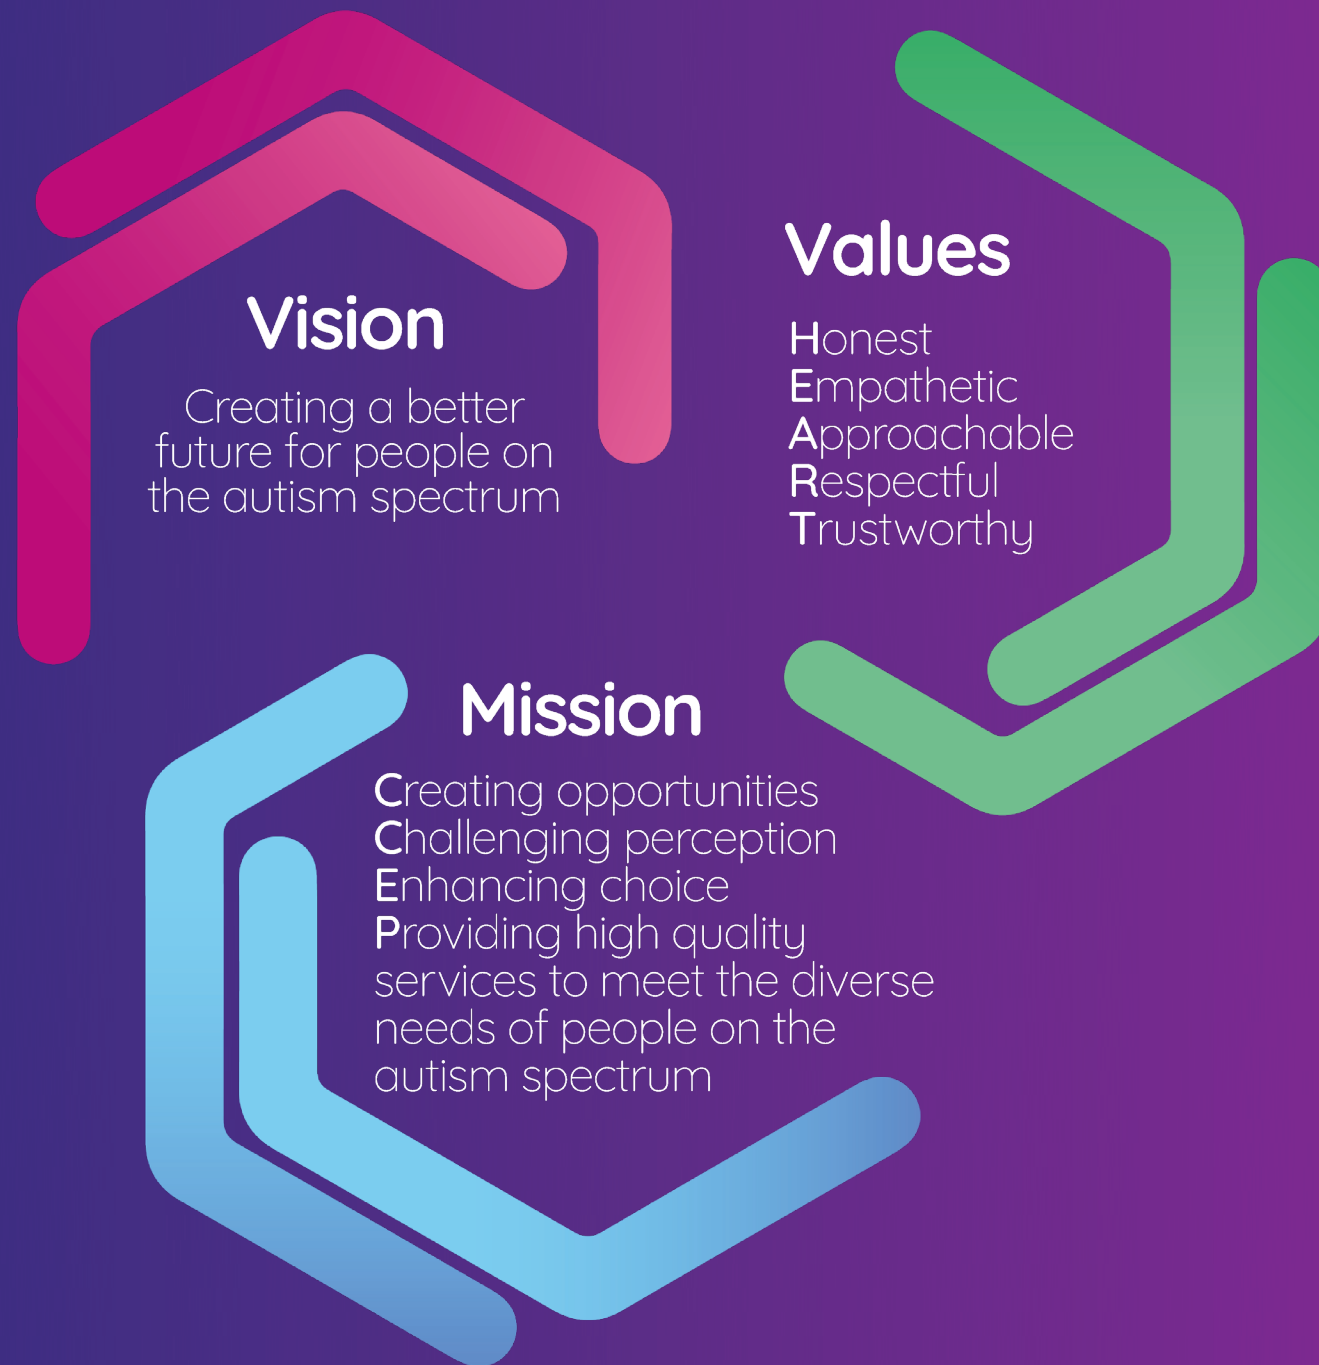 Vision
Creating a better
future for people on
the autism spectrum
Values
Honest
Empathetic
Approachable
Respectful
Trustworthy
Mission
Creating opportunities
Challenging perception
Enhancing choice
Providing high quality
services to meet the diverse
needs of people on the
autism spectrum